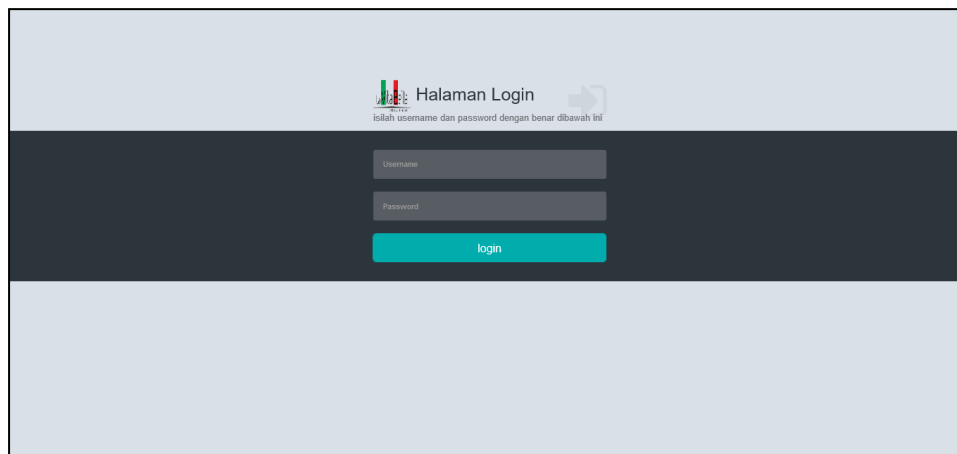 Halaman Login
isilah username dan password dengan benar dibawah ini
Username
Password
login